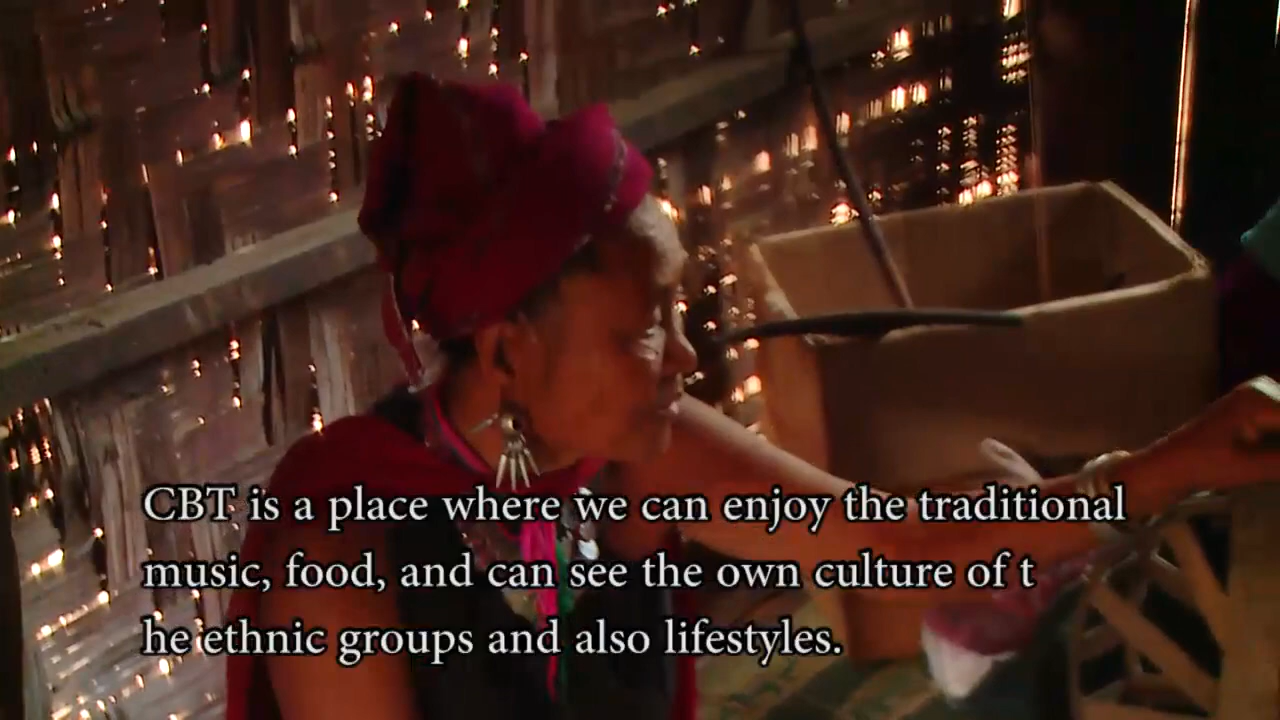 CBT is a place where we can enjoy the traditional
music, food, and can see the own culture of t
he ethnic groups and also lifestyles.